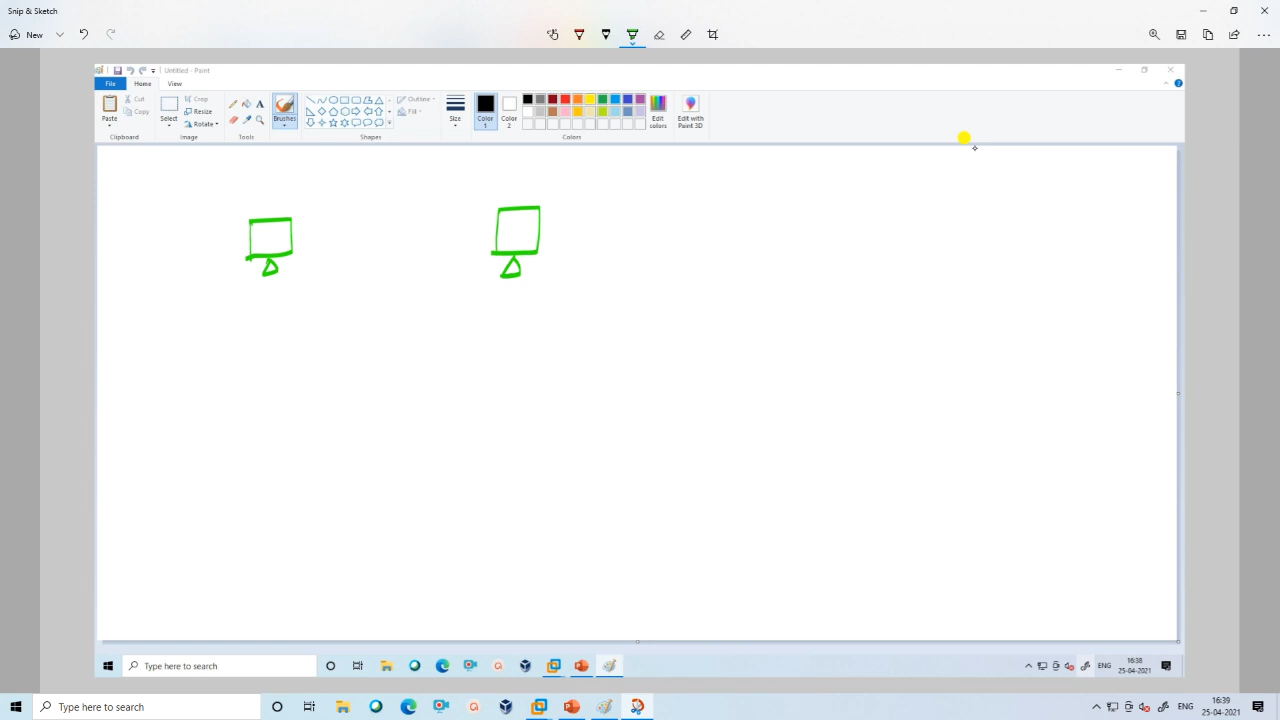 Snip & Sketch
New
Untitled - Paint
File Home View
Paste Cut Copy Clipboard
Select Crop Resize Rotate Image
Tools
Brushes
Outline Fill Shapes
Size
Color 1
Color 2
Colors
Edit colors
Edit with Paint 3D
Type here to search
ENG
16:38
25-04-2021
Type here to search
ENG
16:39
25-04-2021